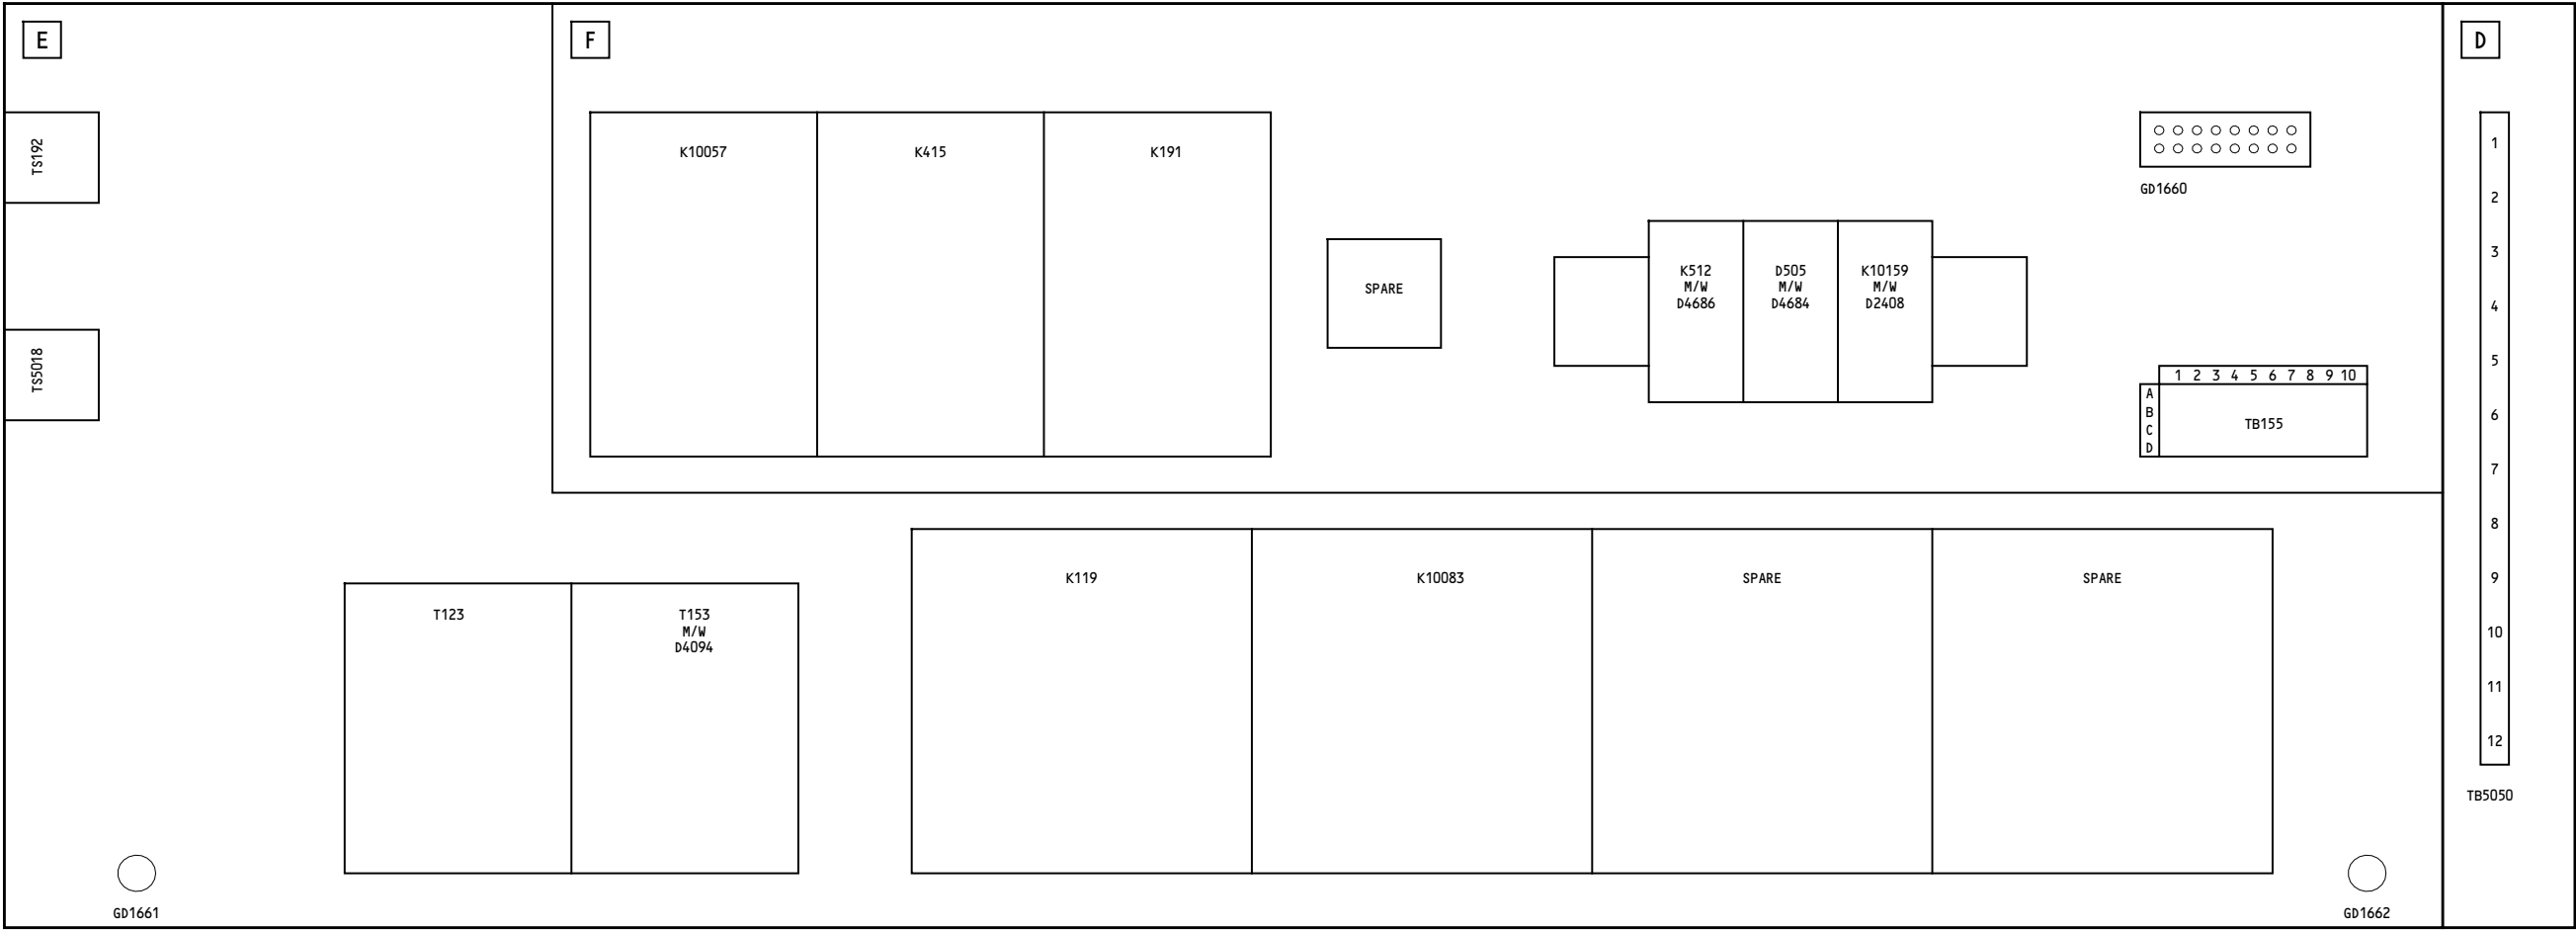 E
F
D
TS192
K10057
K415
K191
1
GD1660
2
3
SPARE
K512
M/W
D4686
D505
M/W
D4684
K10159
M/W
D2408
4
TS5018
5
1 2 3 4 5 6 7 8 9 10
A
B
C
D
TB155
6
7
8
K119
K10083
SPARE
SPARE
9
T123
T153
M/W
D4094
10
11
12
TB5050
GD1661
GD1662